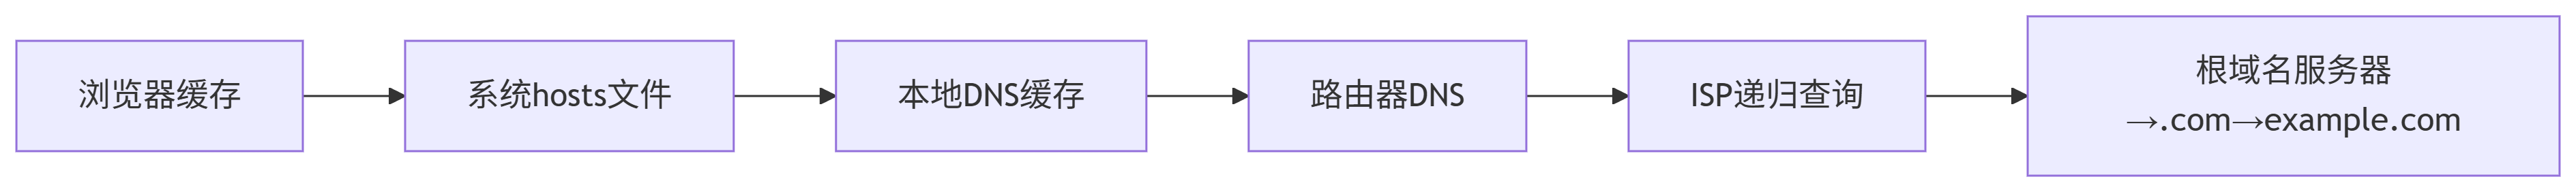 浏览器缓存
系统hosts文件
本地DNS缓存
路由器DNS
ISP递归查询
根域名服务器
→.com→example.com